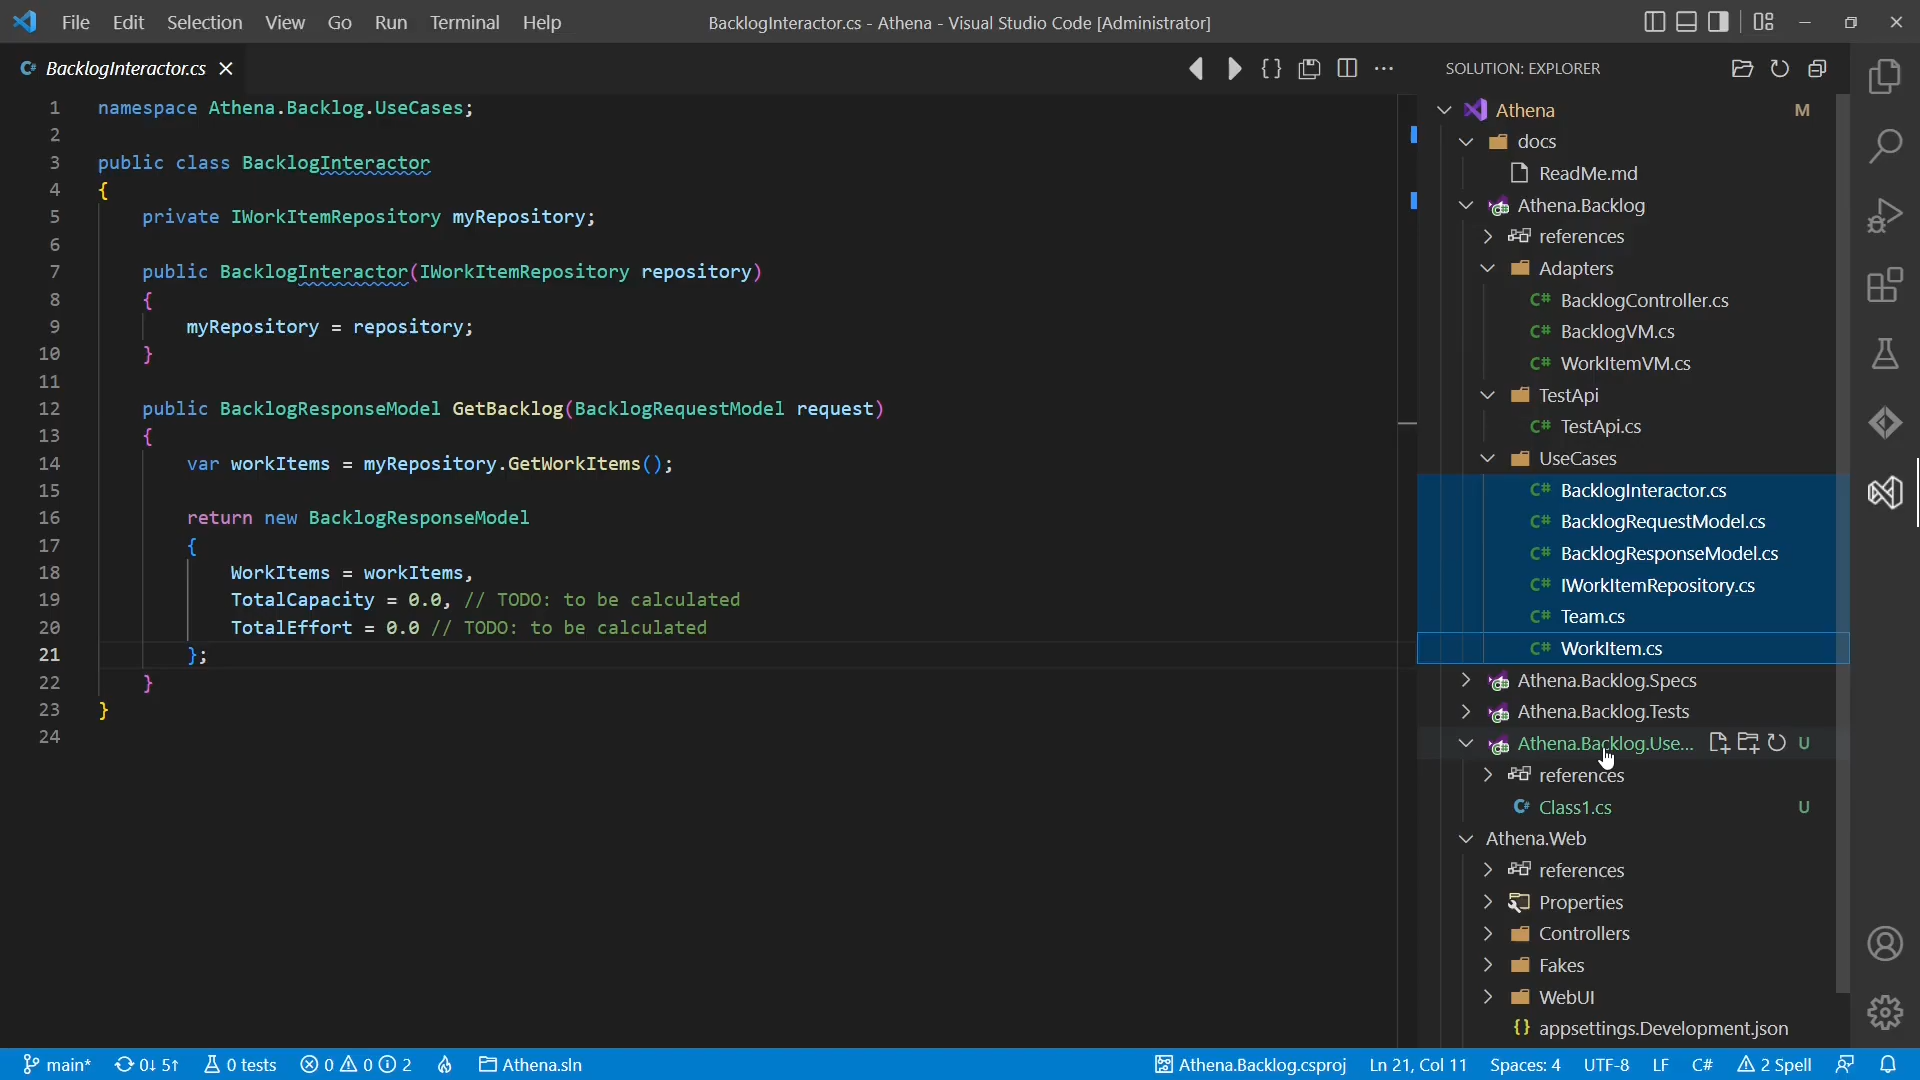 File Edit Selection View Go Run Terminal Help
BacklogInteractor.cs - Athena - Visual Studio Code [Administrator]
BacklogInteractor.cs
1 namespace Athena.Backlog.UseCases;
2
3 public class BacklogInteractor
4 {
5 private IWorkItemRepository myRepository;
6
7 public BacklogInteractor(IWorkItemRepository repository)
8 {
9 myRepository = repository;
10 }
11
12 public BacklogResponseModel GetBacklog(BacklogRequestModel request)
13 {
14 var workItems = myRepository.GetWorkItems();
15
16 return new BacklogResponseModel
17 {
18 WorkItems = workItems,
19 TotalCapacity = 0.0, // TODO: to be calculated
20 TotalEffort = 0.0 // TODO: to be calculated
21 };
22 }
23 }
24
SOLUTION: EXPLORER
Athena M
docs
ReadMe.md
Athena.Backlog
references
Adapters
C# BacklogController.cs
C# BacklogVM.cs
C# WorkItemVM.cs
TestApi
C# TestApi.cs
UseCases
C# BacklogInteractor.cs
C# BacklogRequestModel.cs
C# BacklogResponseModel.cs
C# IWorkItemRepository.cs
C# Team.cs
C# WorkItem.cs
Athena.Backlog.Specs
Athena.Backlog.Tests
Athena.Backlog.Use... U
references
Class1.cs U
Athena.Web
references
Properties
Controllers
Fakes
WebUI
{} appsettings.Development.json
main* 0↓ 5↑ 0 tests 0 0 2 Athena.sln Athena.Backlog.csproj Ln 21, Col 11 Spaces: 4 UTF-8 LF C# 2 Spell